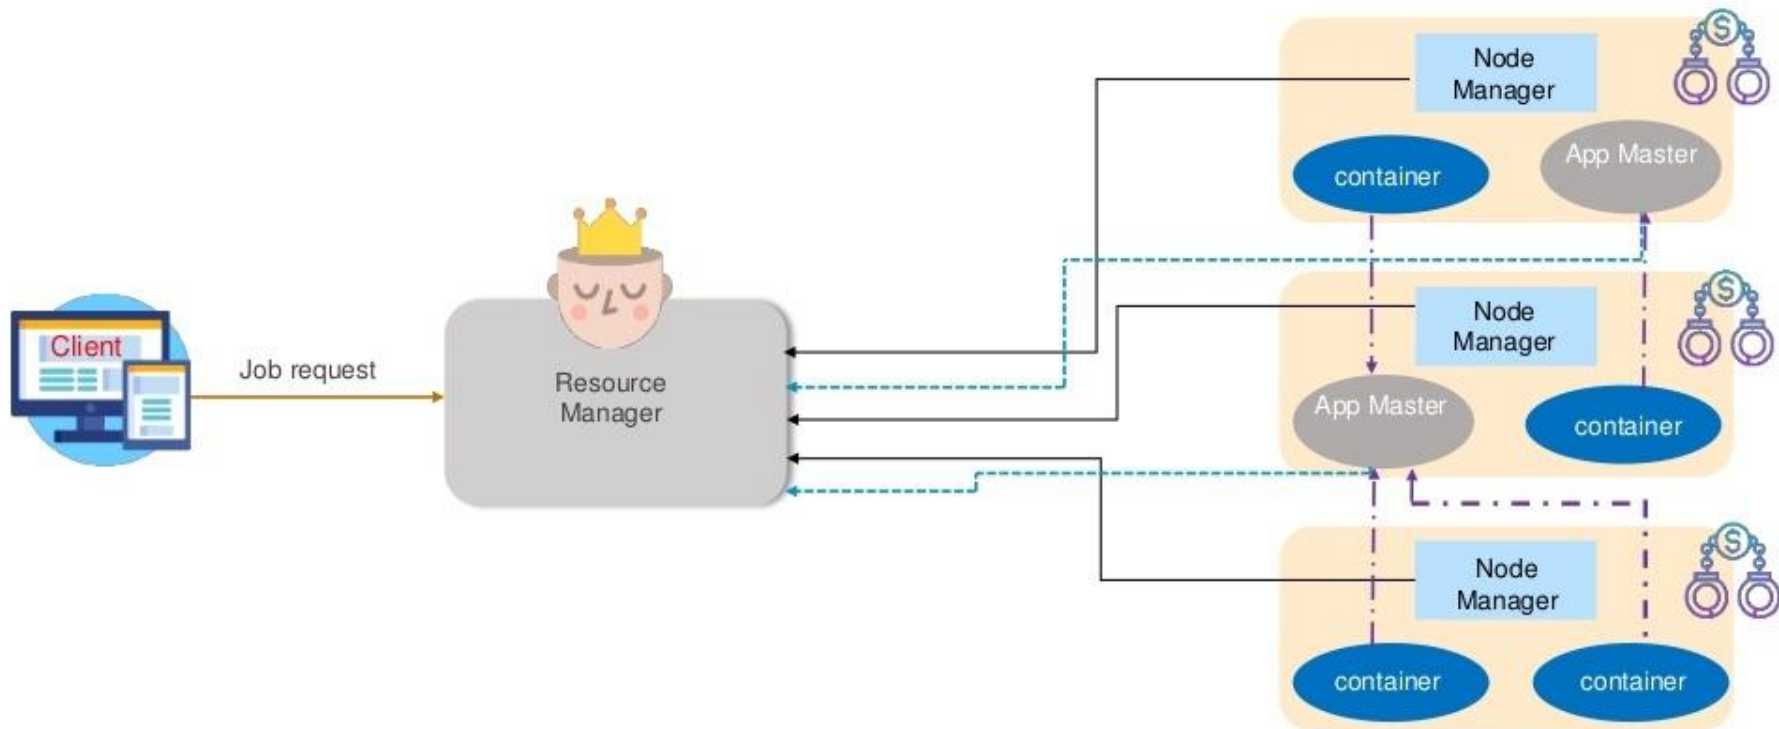 Client
Job request
Resource
Manager
Node
Manager
container
App Master
$
Node
Manager
App Master
container
$
Node
Manager
container
container
$